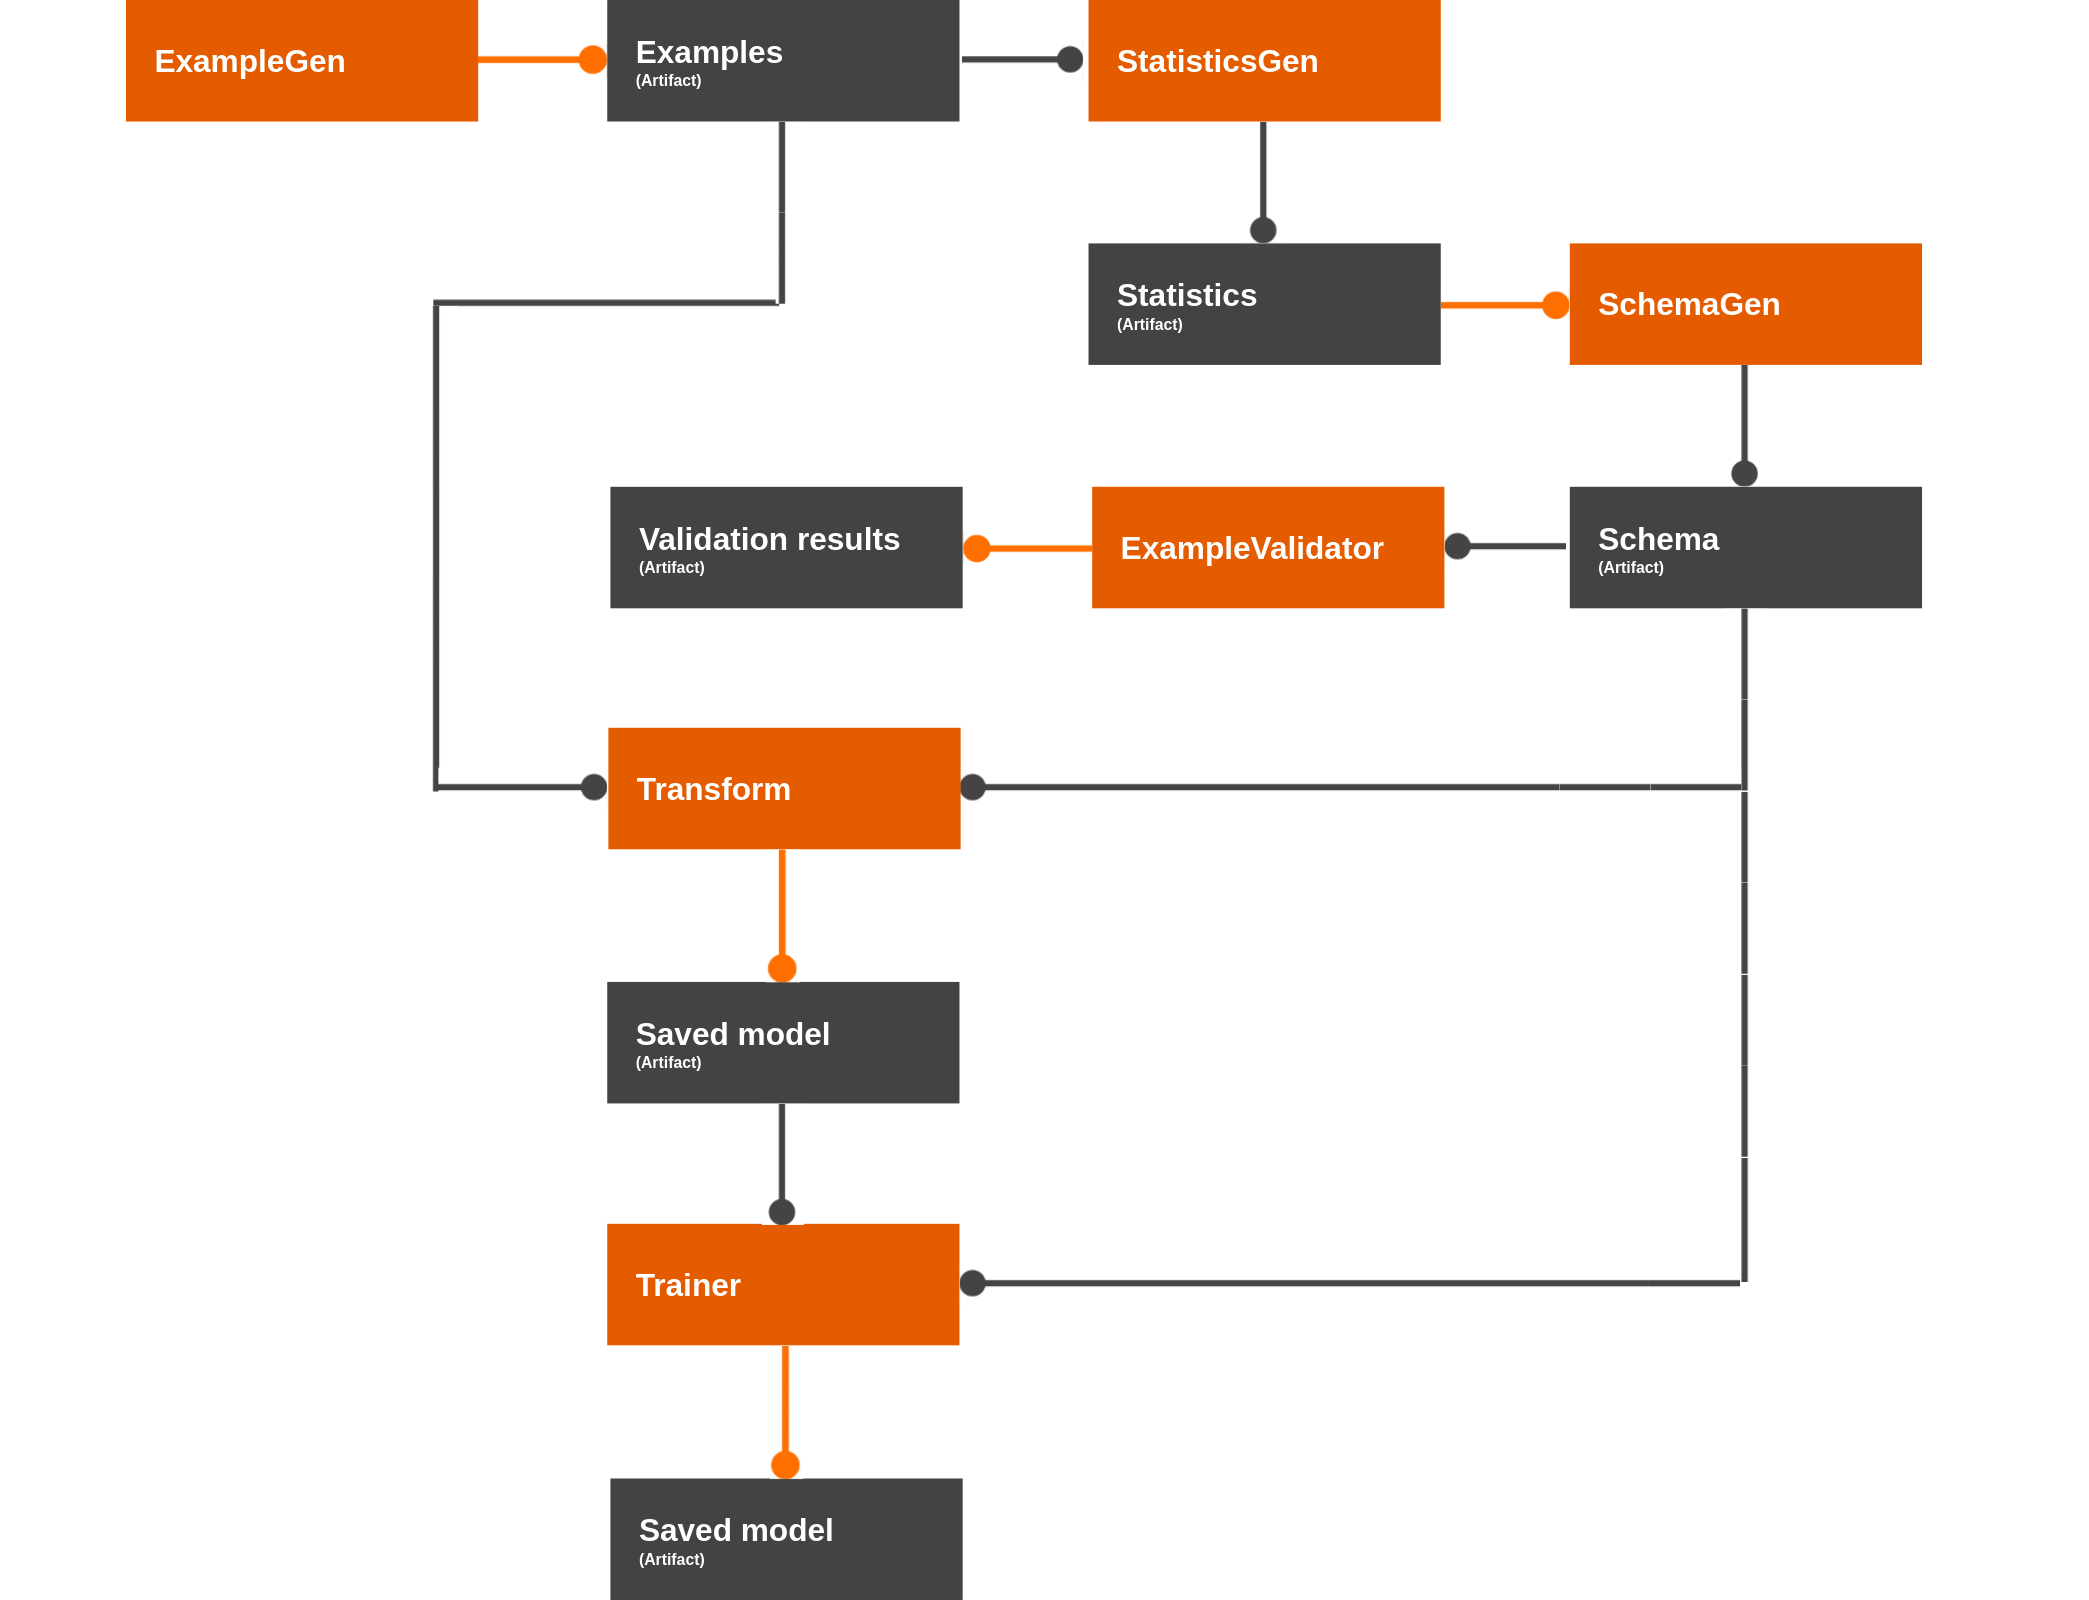 ExampleGen
Examples
(Artifact)
StatisticsGen
Statistics
(Artifact)
SchemaGen
Validation results
(Artifact)
ExampleValidator
Schema
(Artifact)
Transform
Saved model
(Artifact)
Trainer
Saved model
(Artifact)